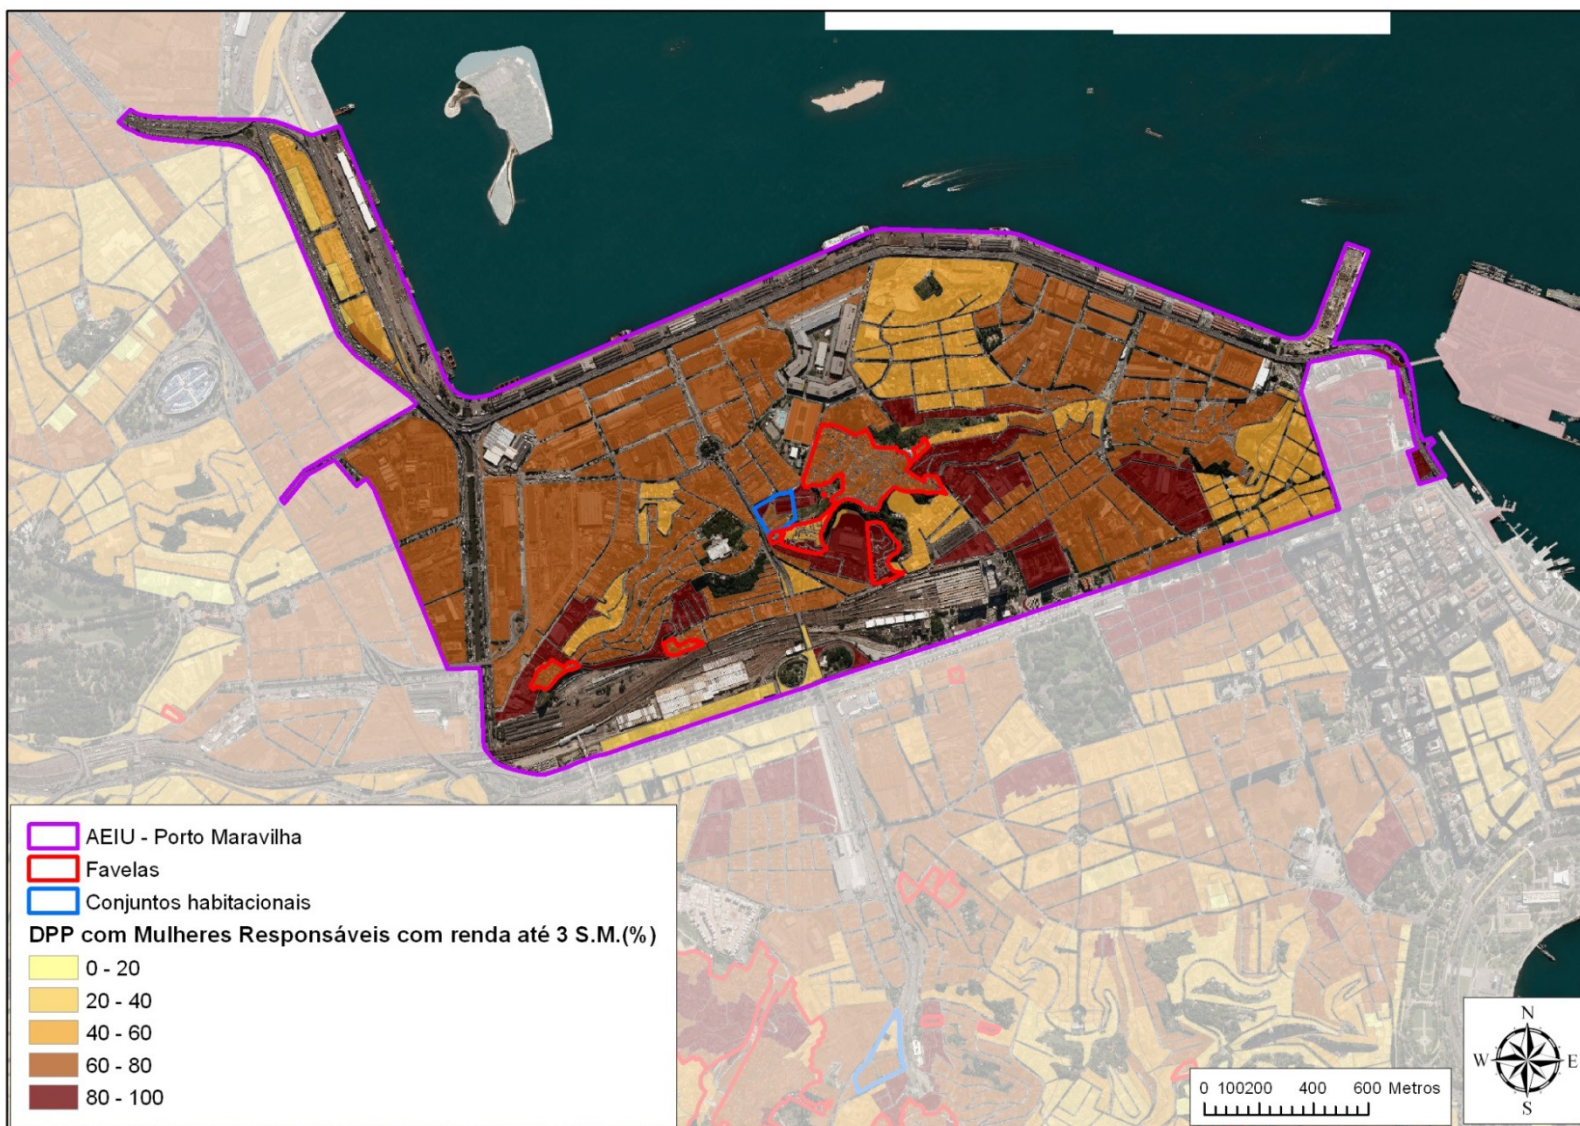 AEIU - Porto Maravilha
Favelas
Conjuntos habitacionais
DPP com Mulheres Responsáveis com renda até 3 S.M.(%)
0 - 20
20 - 40
40 - 60
60 - 80
80 - 100
0 100200 400 600 Metros
N
W E
S